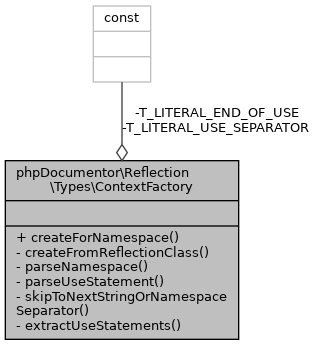 const
-T_LITERAL_END_OF_USE
-T_LITERAL_USE_SEPARATOR
phpDocumentor\Reflection
\Types\ContextFactory
+ createForNamespace()
- createFromReflectionClass()
- parseNamespace()
- parseUseStatement()
- skipToNextStringOrNamespace
Separator()
- extractUseStatements()